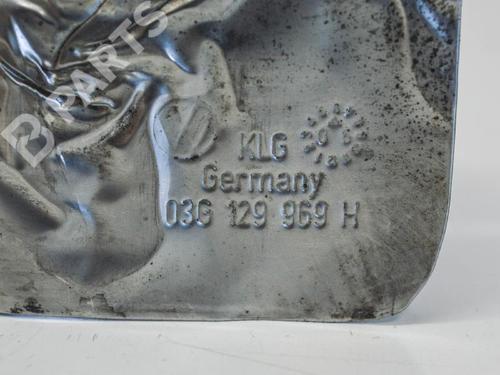 B-PARTS
KLG
Germany
03G 129 969 H